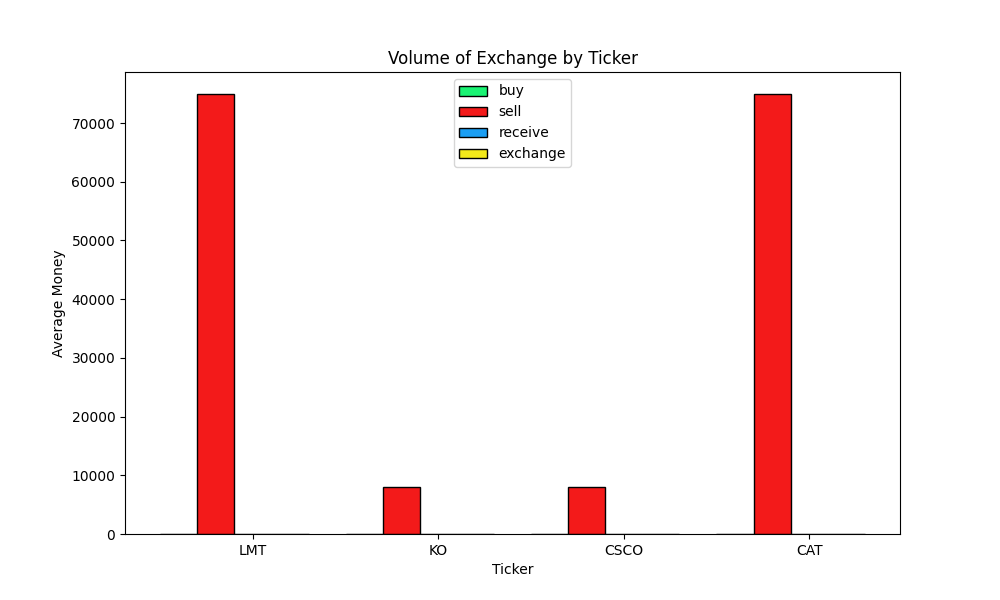 Volume of Exchange by Ticker
buy
sell
receive
exchange
Average Money
70000
60000
50000
40000
30000
20000
10000
0
LMT
KO
CSCO
CAT
Ticker